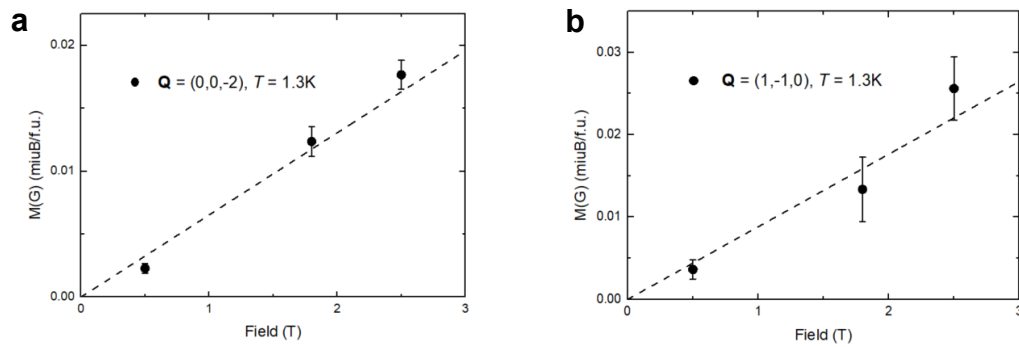 a
0.02
0.01
0.00
M(G) (miuB/f.u.)
Q = (0,0,-2), T = 1.3K
0 1 2 3
Field (T)
b
0.03
0.02
0.01
0.00
M(G) (miuB/f.u.)
Q = (1,-1,0), T = 1.3K
0 1 2 3
Field (T)